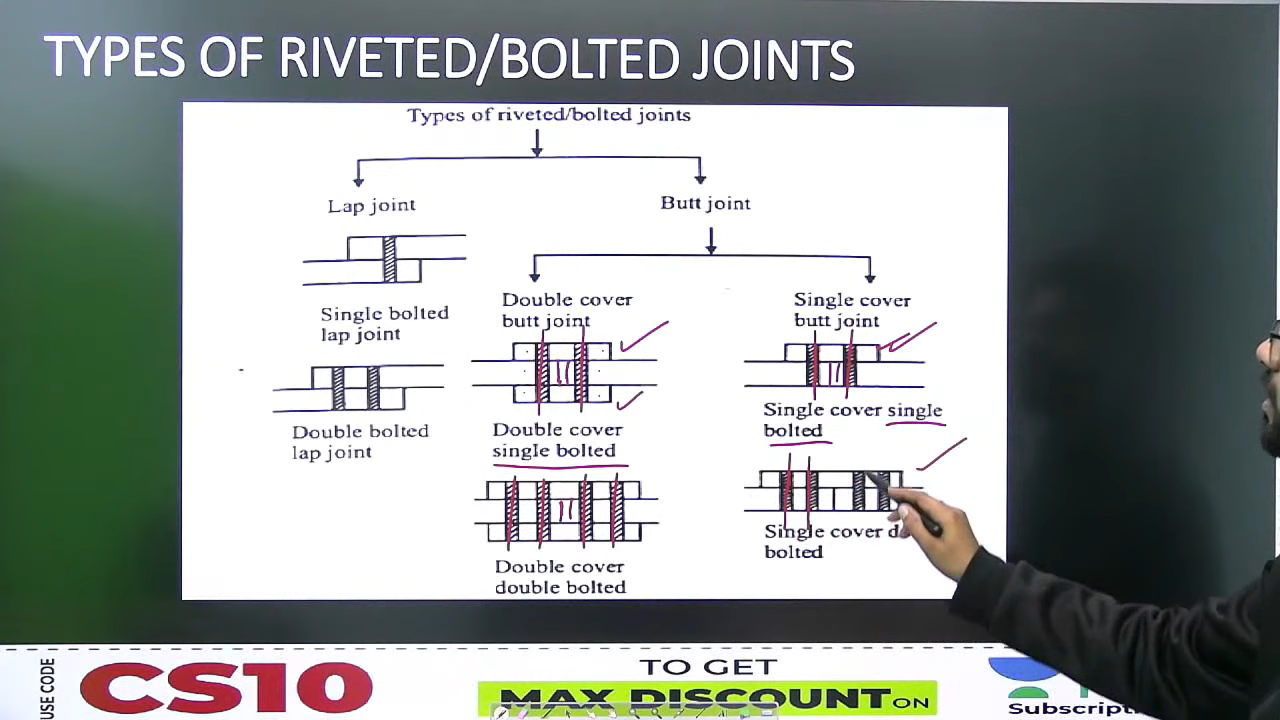 TYPES OF RIVETED/BOLTED JOINTS
Types of riveted/bolted joints
Lap joint
Butt joint
Single bolted
lap joint
Double bolted
lap joint
Double cover
butt joint
Double cover
single bolted
Double cover
double bolted
Single cover
butt joint
Single cover single
bolted
Single cover
bolted
USE CODE
CS10
TO GET
MAX DISCOUNT ON